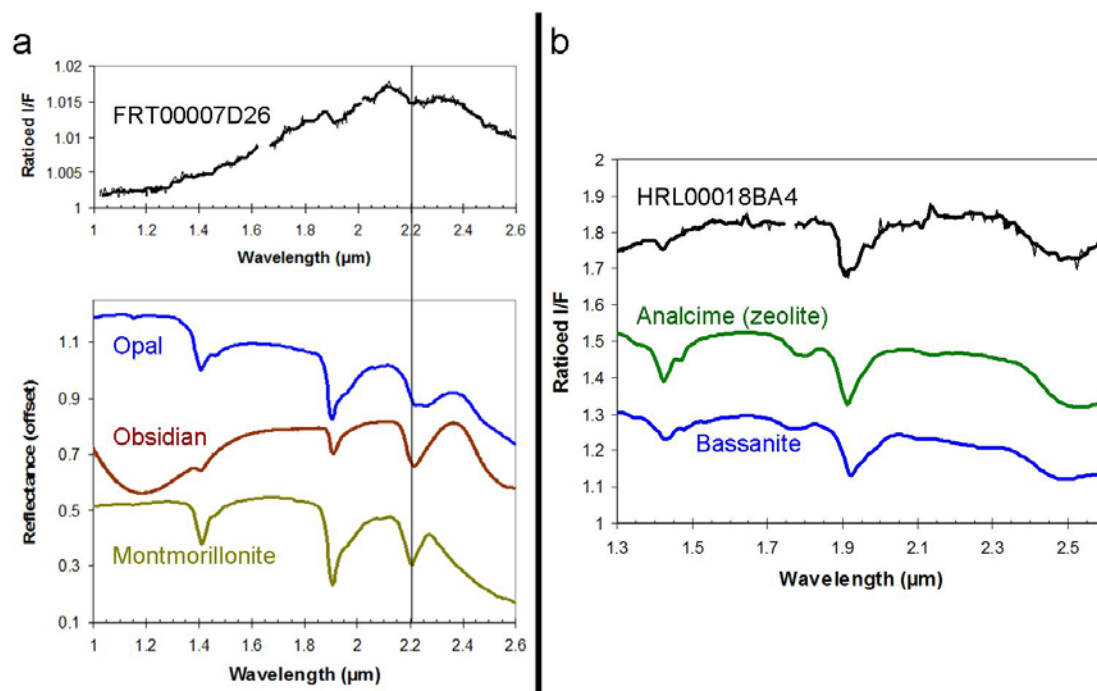 a
1.02
1.015
1.01
1.005
1
Ratioed I/F
FRT00007D26
1 1.2 1.4 1.6 1.8 2 2.2 2.4 2.6
Wavelength (µm)
1.1
0.9
0.7
0.5
0.3
0.1
Reflectance (offset)
Opal
Obsidian
Montmorillonite
1 1.2 1.4 1.6 1.8 2 2.2 2.4 2.6
Wavelength (µm)
b
2
1.9
1.8
1.7
1.6
1.5
1.4
1.3
1.2
1.1
1
Ratioed I/F
HRL00018BA4
Analcime (zeolite)
Bassanite
1.3 1.5 1.7 1.9 2.1 2.3 2.5
Wavelength (µm)